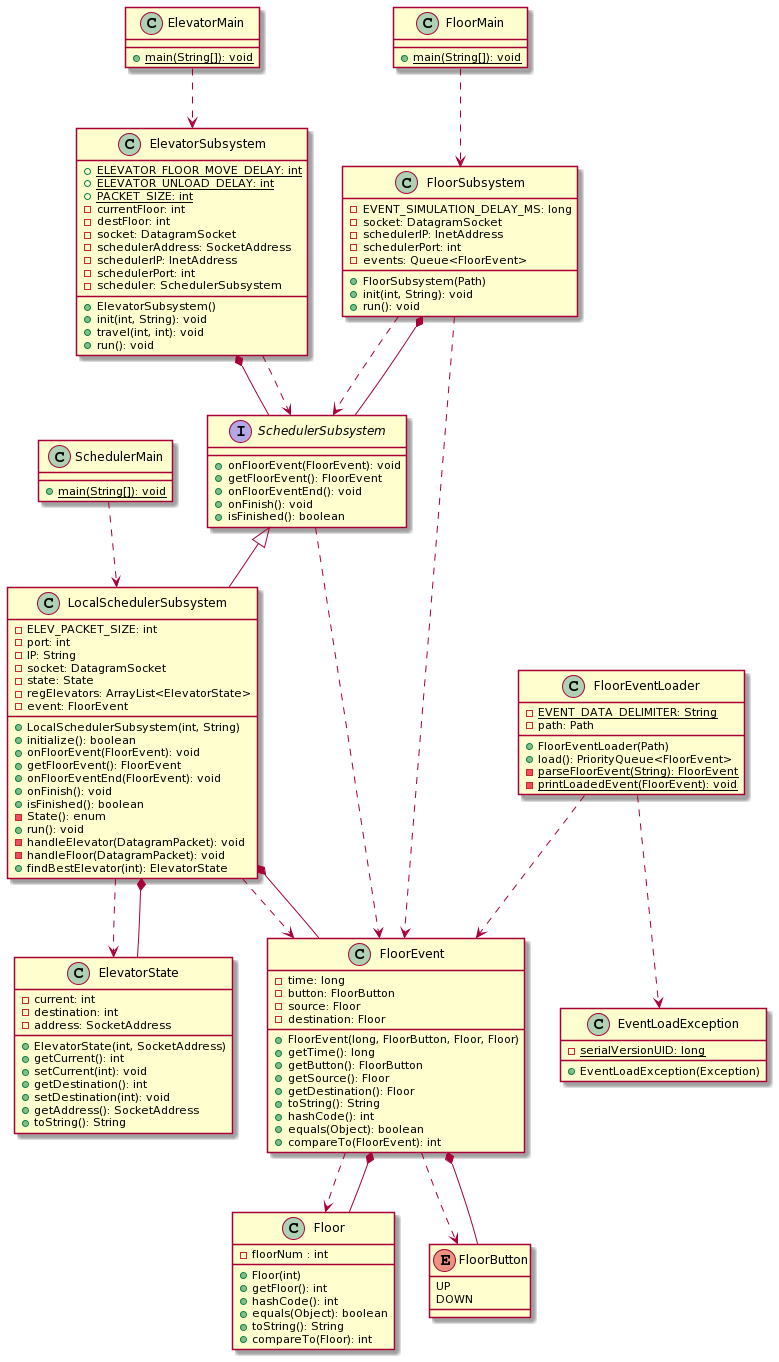 C ElevatorMain
main(String[]): void
C FloorMain
main(String[]): void
C ElevatorSubsystem
ELEVATOR_FLOOR_MOVE_DELAY: int
ELEVATOR_UNLOAD_DELAY: int
PACKET_SIZE: int
currentFloor: int
destFloor: int
socket: DatagramSocket
schedulerAddress: SocketAddress
schedulerIP: InetAddress
schedulerPort: int
scheduler: SchedulerSubsystem
ElevatorSubsystem()
init(int, String): void
travel(int, int): void
run(): void
C FloorSubsystem
EVENT_SIMULATION_DELAY_MS: long
socket: DatagramSocket
schedulerIP: InetAddress
schedulerPort: int
events: Queue<FloorEvent>
FloorSubsystem(Path)
init(int, String): void
run(): void
I SchedulerSubsystem
onFloorEvent(FloorEvent): void
getFloorEvent(): FloorEvent
onFloorEventEnd(): void
onFinish(): void
isFinished(): boolean
C SchedulerMain
main(String[]): void
C LocalSchedulerSubsystem
ELEV_PACKET_SIZE: int
port: int
IP: String
socket: DatagramSocket
state: State
regElevators: ArrayList<ElevatorState>
event: FloorEvent
LocalSchedulerSubsystem(int, String)
initialize(): boolean
onFloorEvent(FloorEvent): void
getFloorEvent(): FloorEvent
onFloorEventEnd(FloorEvent): void
onFinish(): void
isFinished(): boolean
State(): enum
run(): void
handleElevator(DatagramPacket): void
handleFloor(DatagramPacket): void
findBestElevator(int): ElevatorState
C FloorEventLoader
EVENT_DATA_DELIMITER: String
path: Path
FloorEventLoader(Path)
load(): PriorityQueue<FloorEvent>
parseFloorEvent(String): FloorEvent
printLoadedEvent(FloorEvent): void
C ElevatorState
current: int
destination: int
address: SocketAddress
ElevatorState(int, SocketAddress)
getCurrent(): int
setCurrent(int): void
getDestination(): int
setDestination(int): void
getAddress(): SocketAddress
toString(): String
C FloorEvent
time: long
button: FloorButton
source: Floor
destination: Floor
FloorEvent(long, FloorButton, Floor, Floor)
getTime(): long
getButton(): FloorButton
getSource(): Floor
getDestination(): Floor
toString(): String
hashCode(): int
equals(Object): boolean
compareTo(FloorEvent): int
C EventLoadException
serialVersionUID: long
EventLoadException(Exception)
C Floor
floorNum : int
Floor(int)
getFloor(): int
hashCode(): int
equals(Object): boolean
toString(): String
compareTo(Floor): int
E FloorButton
UP
DOWN